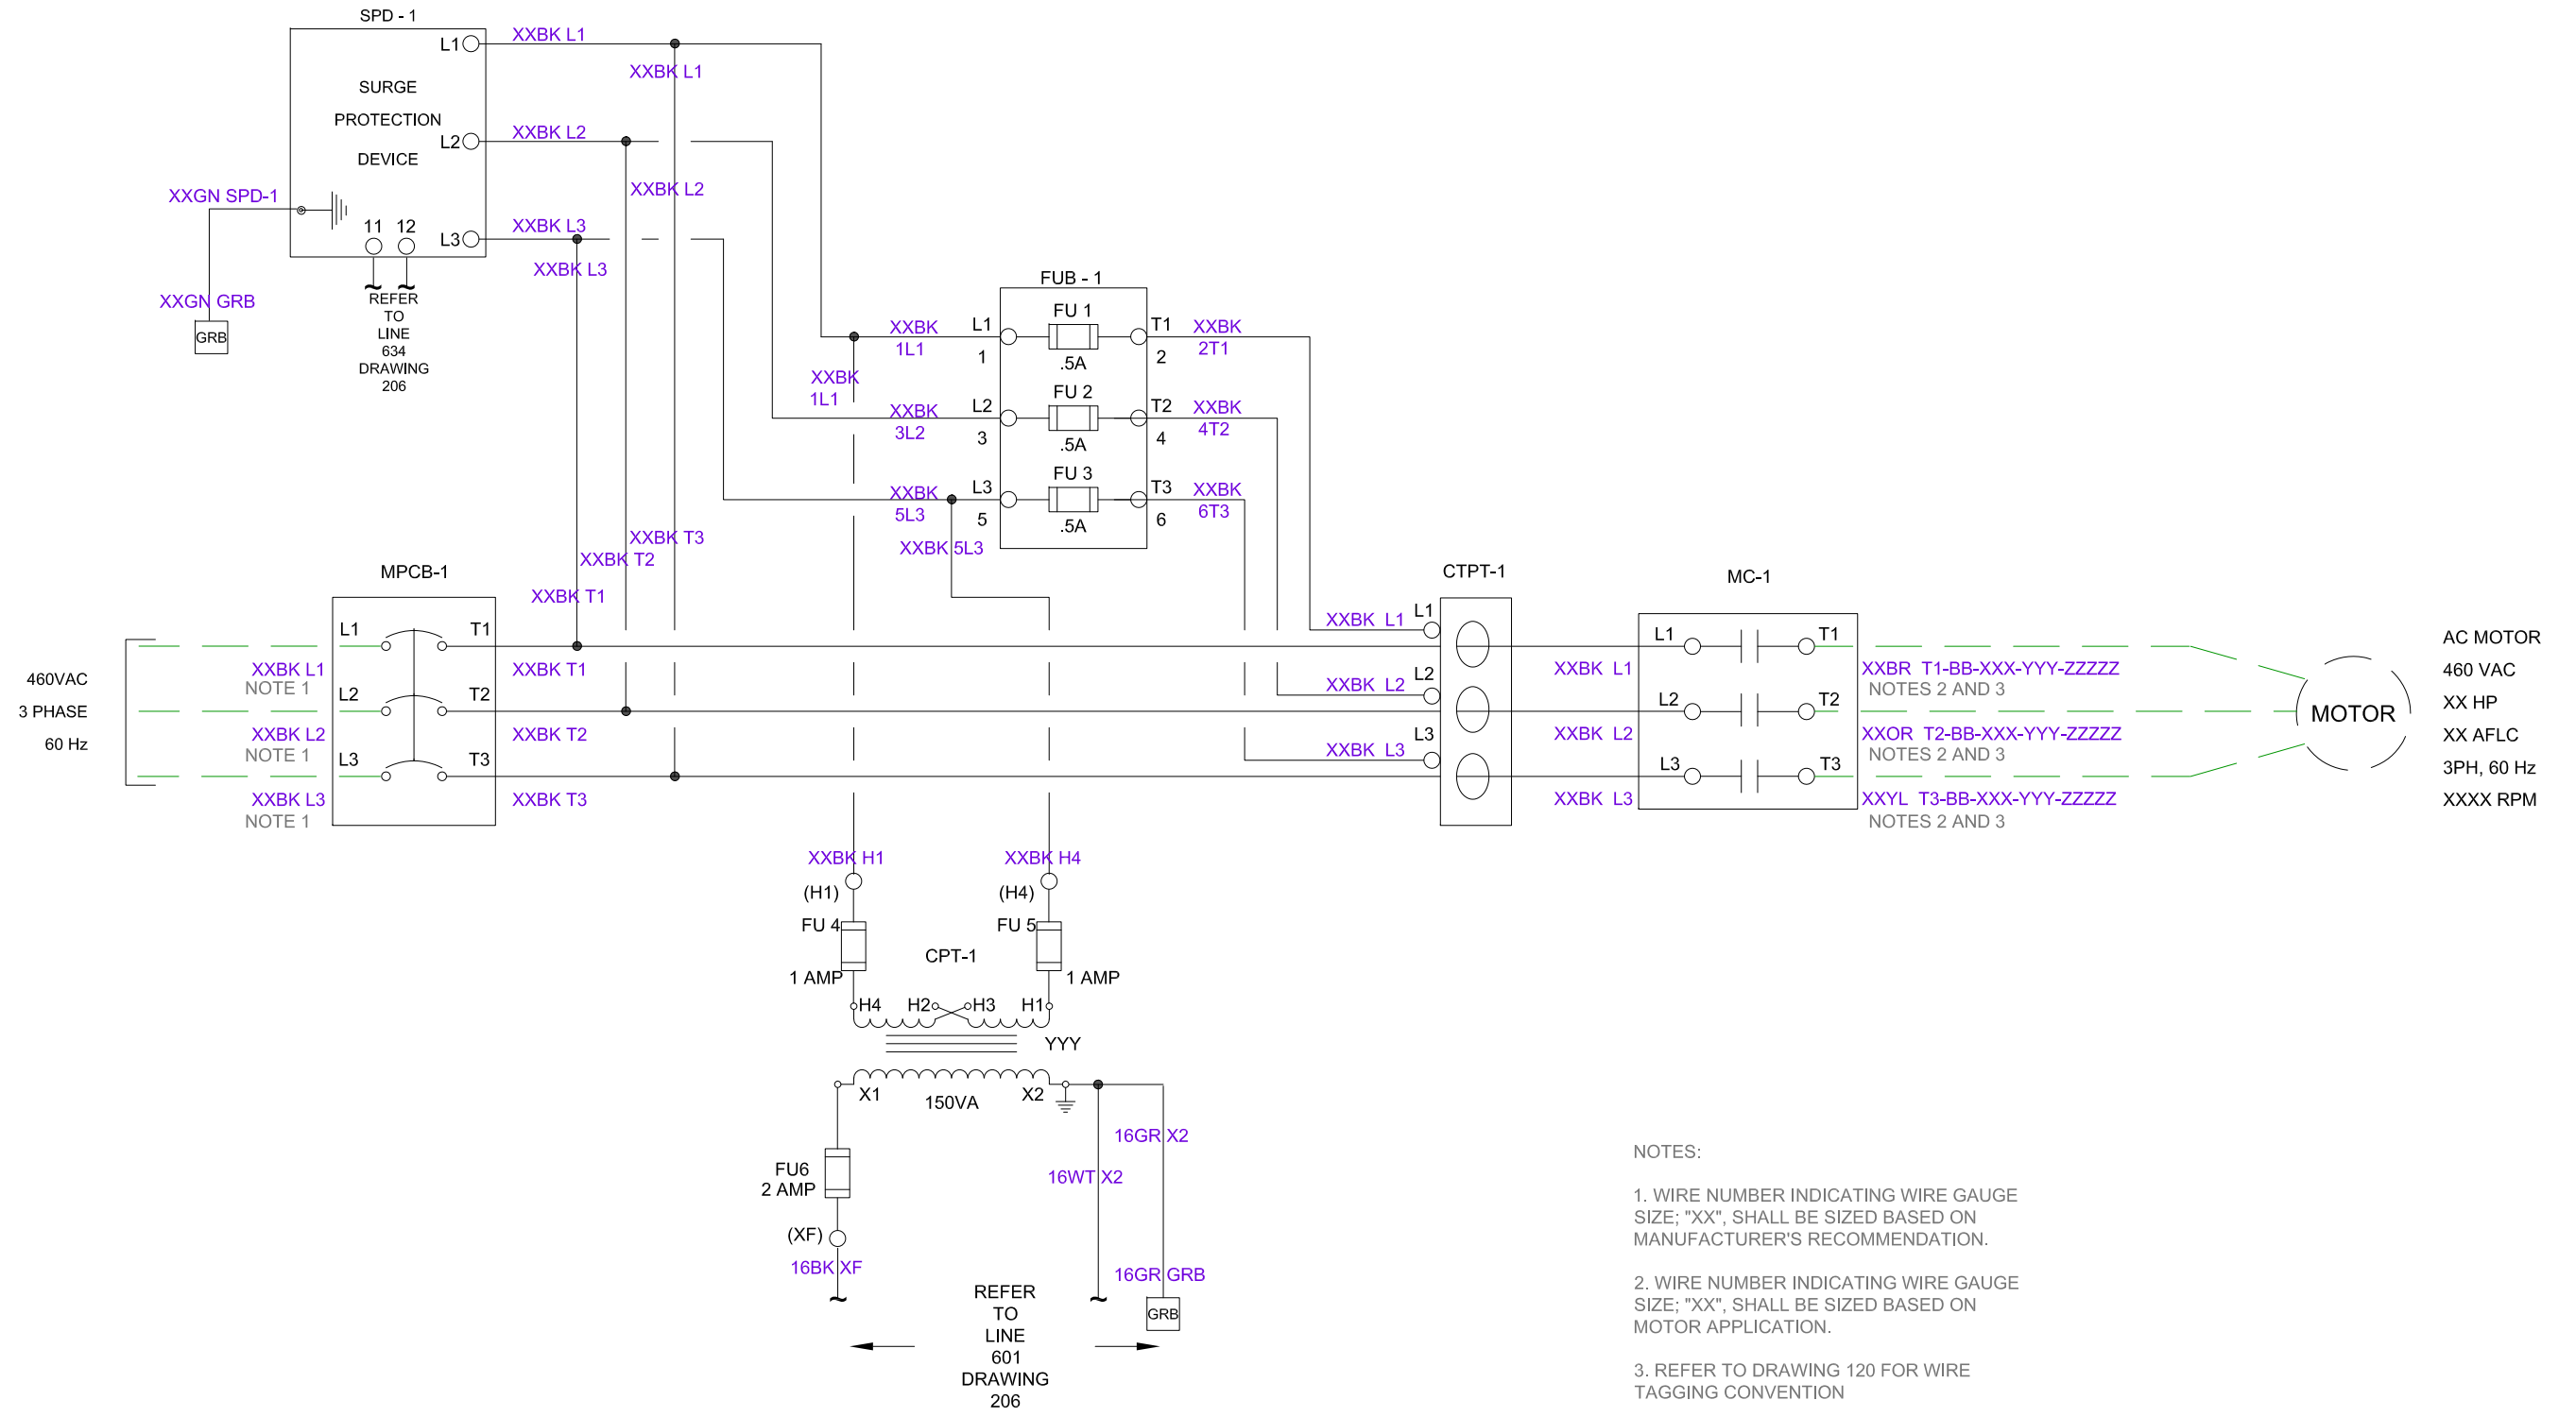 SPD - 1
L1
XXBK L1
XXBK L1
SURGE
PROTECTION
DEVICE
L2
XXBK L2
XXBK L2
XXGN SPD-1
11 12
L3
XXBK L3
XXBK L3
XXGN GRB
GRB
REFER
TO
LINE
634
DRAWING
206
FUB - 1
FU 1
.5A
FU 2
.5A
FU 3
.5A
XXBK
1L1
L1
1
T1
2
XXBK
2T1
XXBK
1L1
XXBK
3L2
L2
3
T2
4
XXBK
4T2
XXBK
5L3
L3
5
T3
6
XXBK
6T3
XXBK 5L3
XXBK T3
XXBK T2
XXBK T1
460VAC
3 PHASE
60 Hz
MPCB-1
L1
T1
XXBK L1
NOTE 1
XXBK T1
L2
T2
XXBK L2
NOTE 1
XXBK T2
L3
T3
XXBK L3
NOTE 1
XXBK T3
CTPT-1
XXBK L1
L1
XXBK L2
L2
XXBK L3
L3
MC-1
XXBK L1
L1
T1
XXBR T1-BB-XXX-YYY-ZZZZZ
NOTES 2 AND 3
XXBK L2
L2
T2
XXOR T2-BB-XXX-YYY-ZZZZZ
NOTES 2 AND 3
XXBK L3
L3
T3
XXYL T3-BB-XXX-YYY-ZZZZZ
NOTES 2 AND 3
MOTOR
AC MOTOR
460 VAC
XX HP
XX AFLC
3PH, 60 Hz
XXXX RPM
XXBK H1
XXBK H4
(H1)
(H4)
FU 4
1 AMP
CPT-1
FU 5
1 AMP
H4 H2 H3 H1
YYY
X1
150VA
X2
FU6
2 AMP
(XF)
16BK XF
16GR X2
16WT X2
16GR GRB
GRB
REFER
TO
LINE
601
DRAWING
206
NOTES:
1. WIRE NUMBER INDICATING WIRE GAUGE
SIZE; "XX", SHALL BE SIZED BASED ON
MANUFACTURER'S RECOMMENDATION.
2. WIRE NUMBER INDICATING WIRE GAUGE
SIZE; "XX", SHALL BE SIZED BASED ON
MOTOR APPLICATION.
3. REFER TO DRAWING 120 FOR WIRE
TAGGING CONVENTION